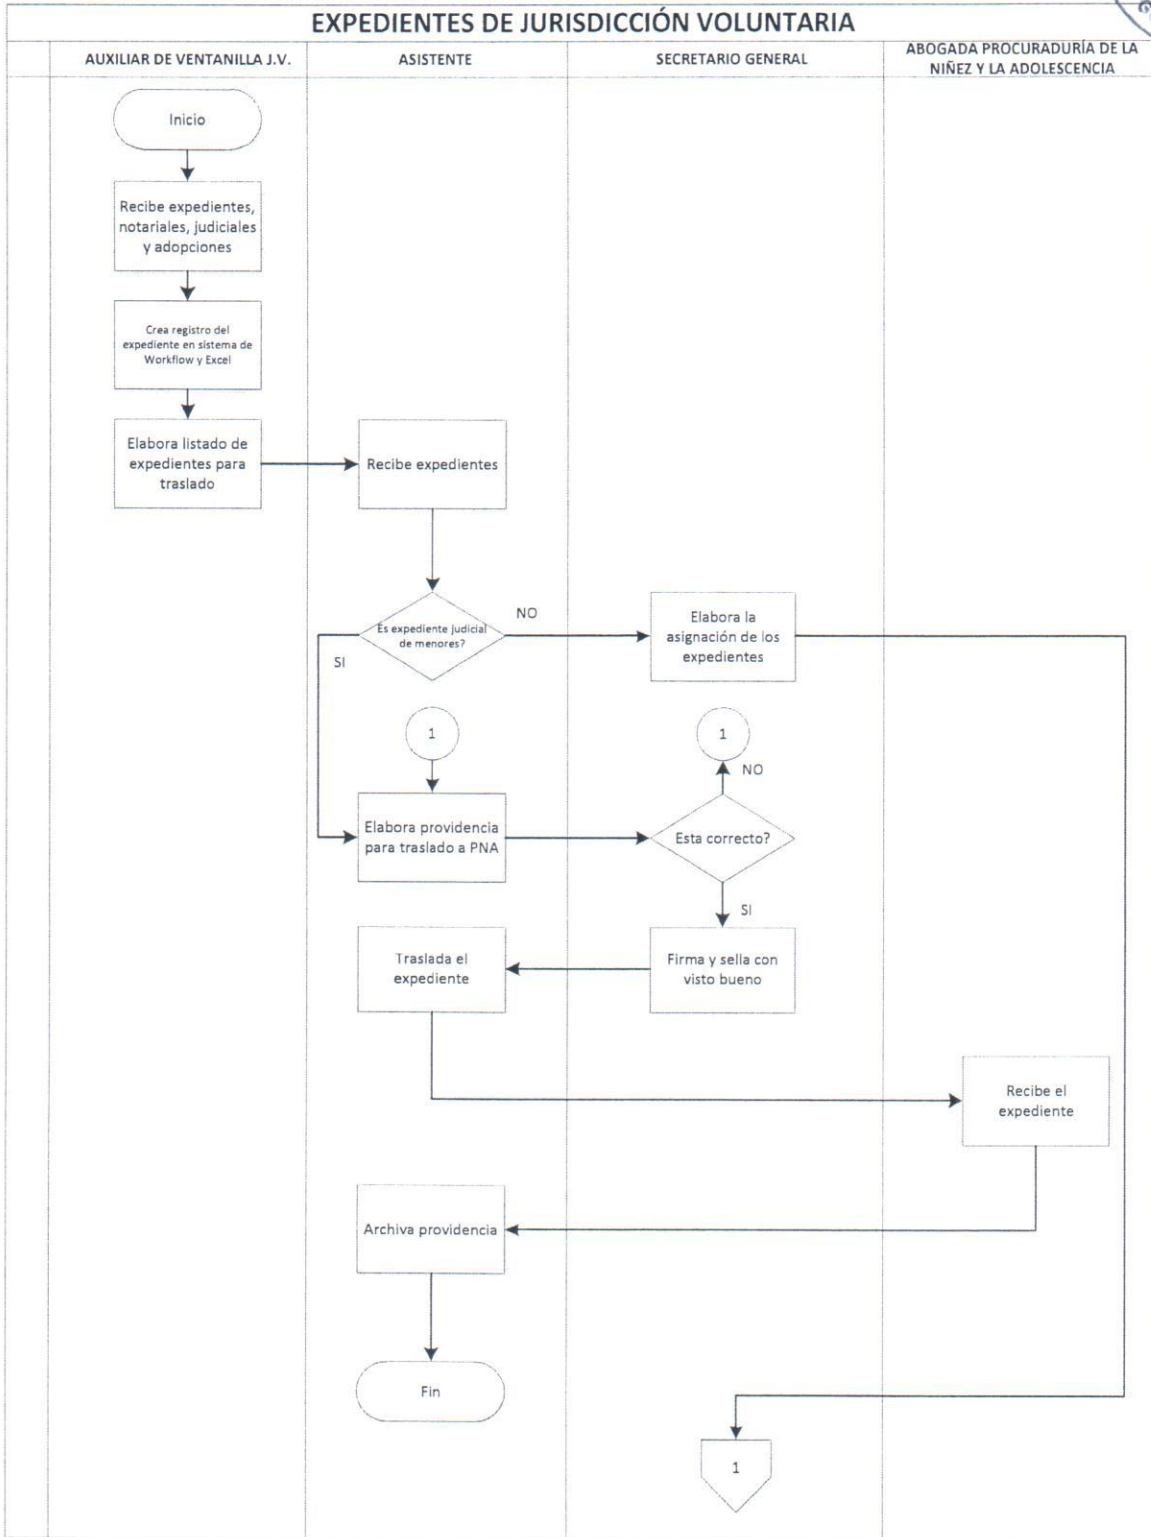 EXPEDIENTES DE JURISDICCIÓN VOLUNTARIA
AUXILIAR DE VENTANILLA J.V.
ASISTENTE
SECRETARIO GENERAL
ABOGADA PROCURADURÍA DE LA
NIÑEZ Y LA ADOLESCENCIA
Inicio
Recibe expedientes,
notariales, judiciales
y adopciones
Crea registro del
expediente en sistema de
Workflow y Excel
Elabora listado de
expedientes para
traslado
Recibe expedientes
Es expediente judicial
de menores?
NO
SI
Elabora la
asignación de los
expedientes
1
1
NO
Elabora providencia
para traslado a PNA
Esta correcto?
SI
Traslada el
expediente
Firma y sella con
visto bueno
Recibe el
expediente
Archiva providencia
Fin
1